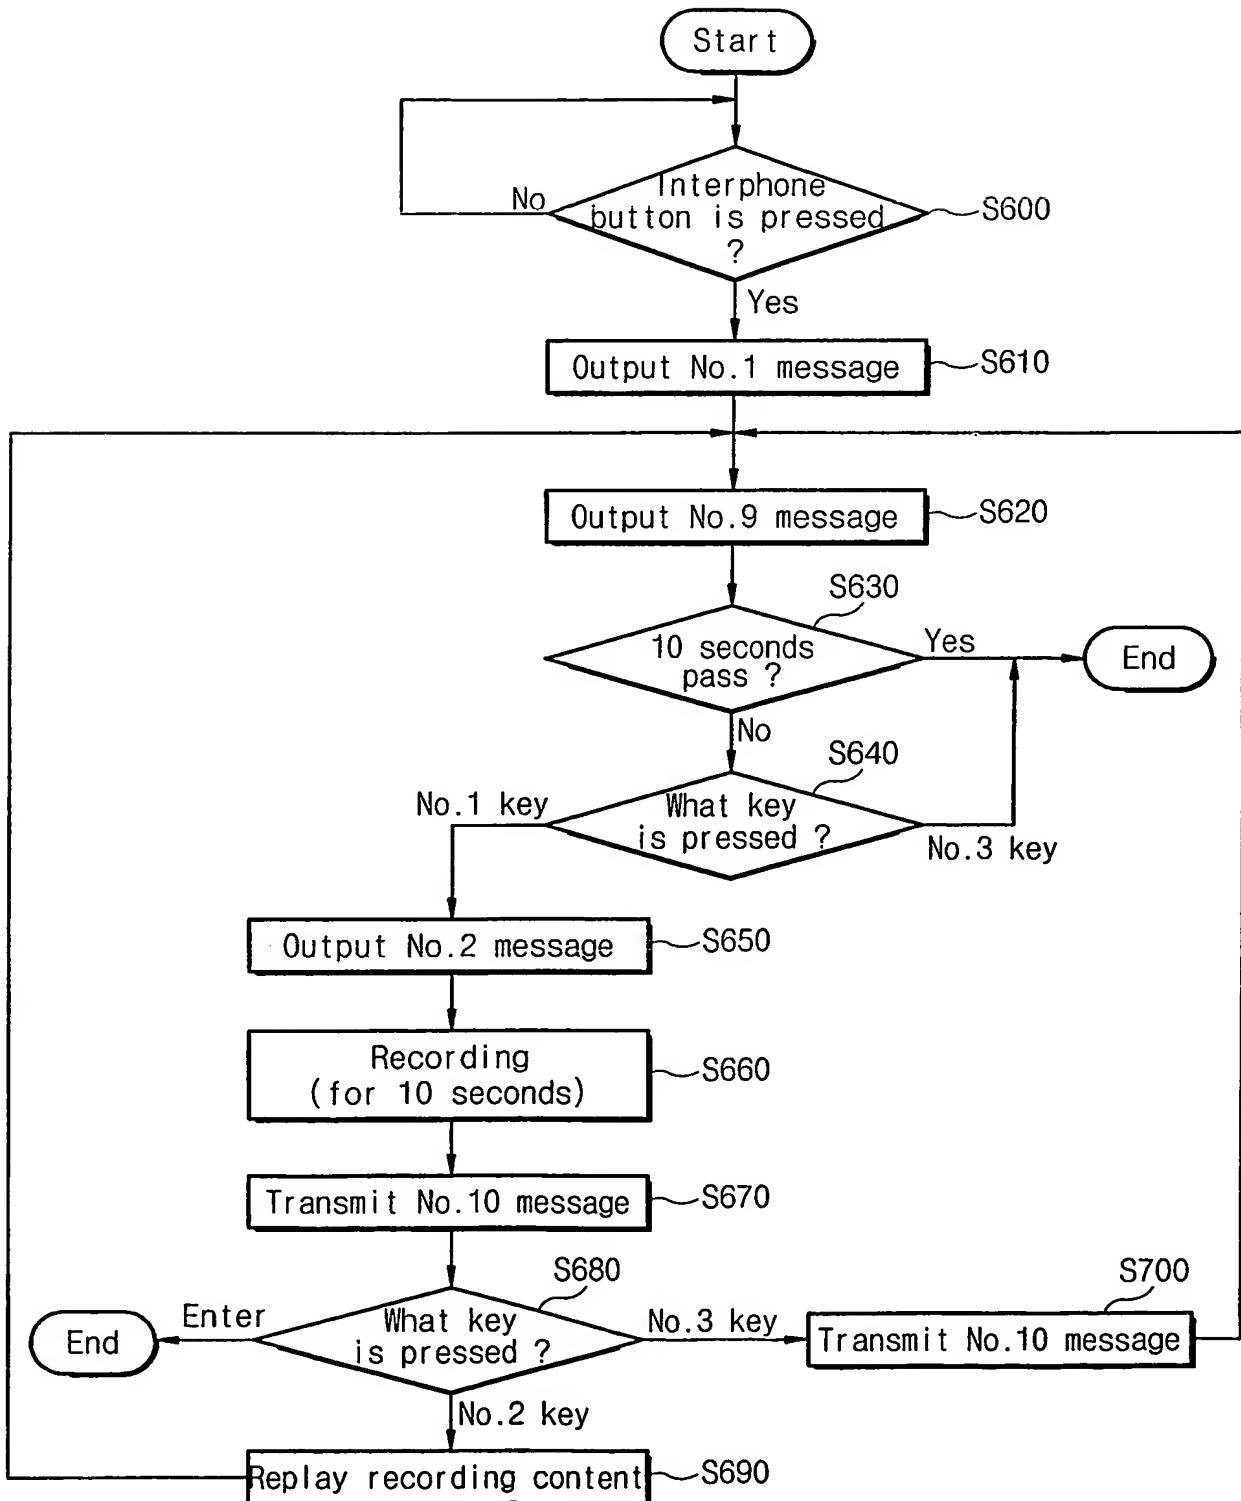 Start
Interphone
button is pressed
?
S600
No
Yes
Output No.1 message
S610
Output No.9 message
S620
S630
10 seconds
pass ?
Yes
End
No
S640
What key
is pressed ?
No.1 key
No.3 key
Output No.2 message
S650
Recording
(for 10 seconds)
S660
Transmit No.10 message
S670
S680
What key
is pressed ?
Enter
End
No.3 key
S700
Transmit No.10 message
No.2 key
Replay recording content
S690